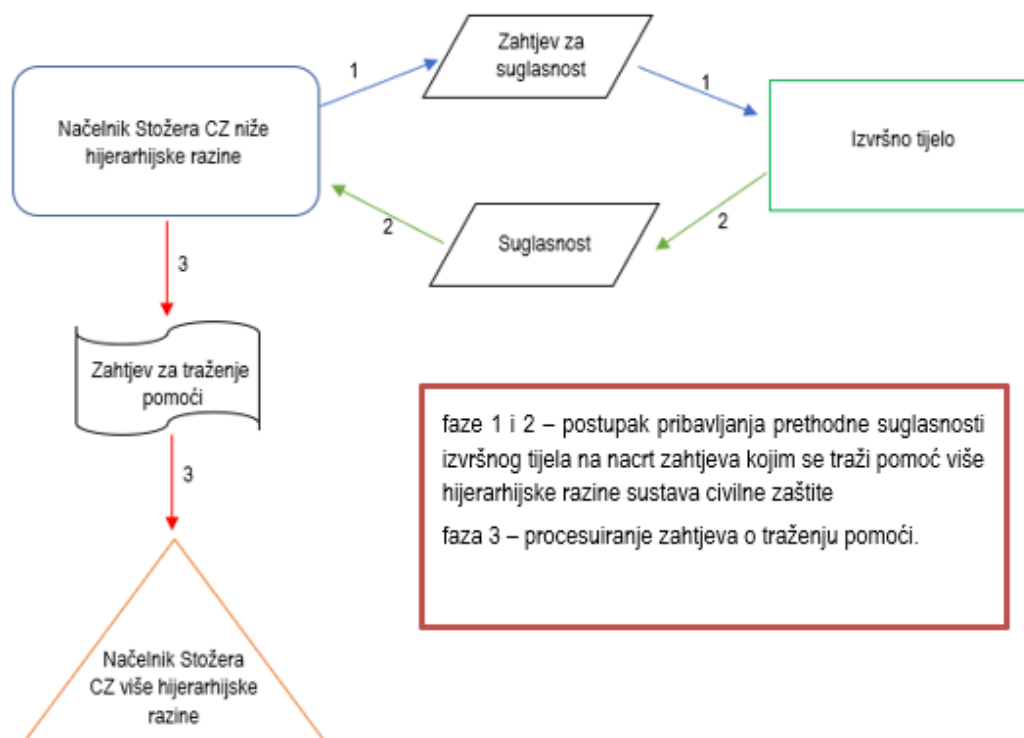 Zahtjev za
suglasnost
1
1
Načelnik Stožera CZ niže
hijerarhijske razine
Izvršno tijelo
2
2
Suglasnost
3
Zahtjev za traženje
pomoći
3
faze 1 i 2 – postupak pribavljanja prethodne suglasnosti
izvršnog tijela na nacrt zahtjeva kojim se traži pomoć više
hijerarhijske razine sustava civilne zaštite
faza 3 – procesuiranje zahtjeva o traženju pomoći.
Načelnik Stožera
CZ više hijerarhijske
razine